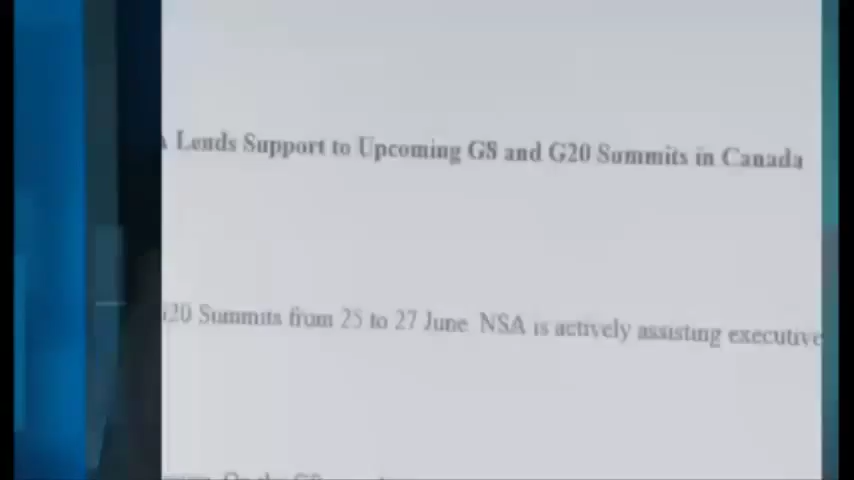 Lends Support to Upcoming G8 and G20 Summits in Canada
20 Summits from 25 to 27 June. NSA is actively assisting executive